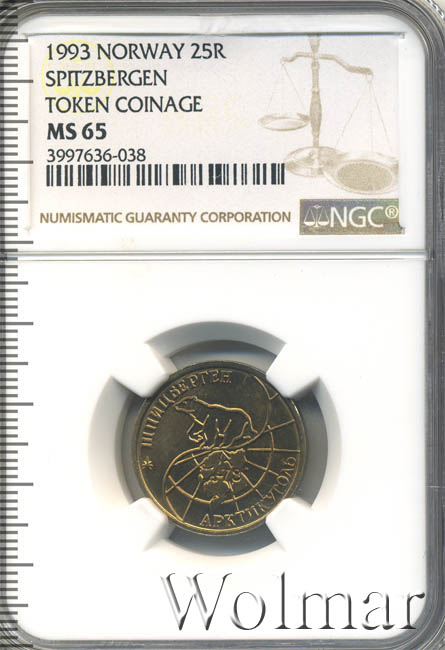 1993 NORWAY 25R
SPITZBERGEN
TOKEN COINAGE
MS 65
3997636-038
NUMISMATIC GUARANTY CORPORATION
NGC®
ШПИЦБЕРГЕН
АРКТИКУГОЛЬ
Wolmar